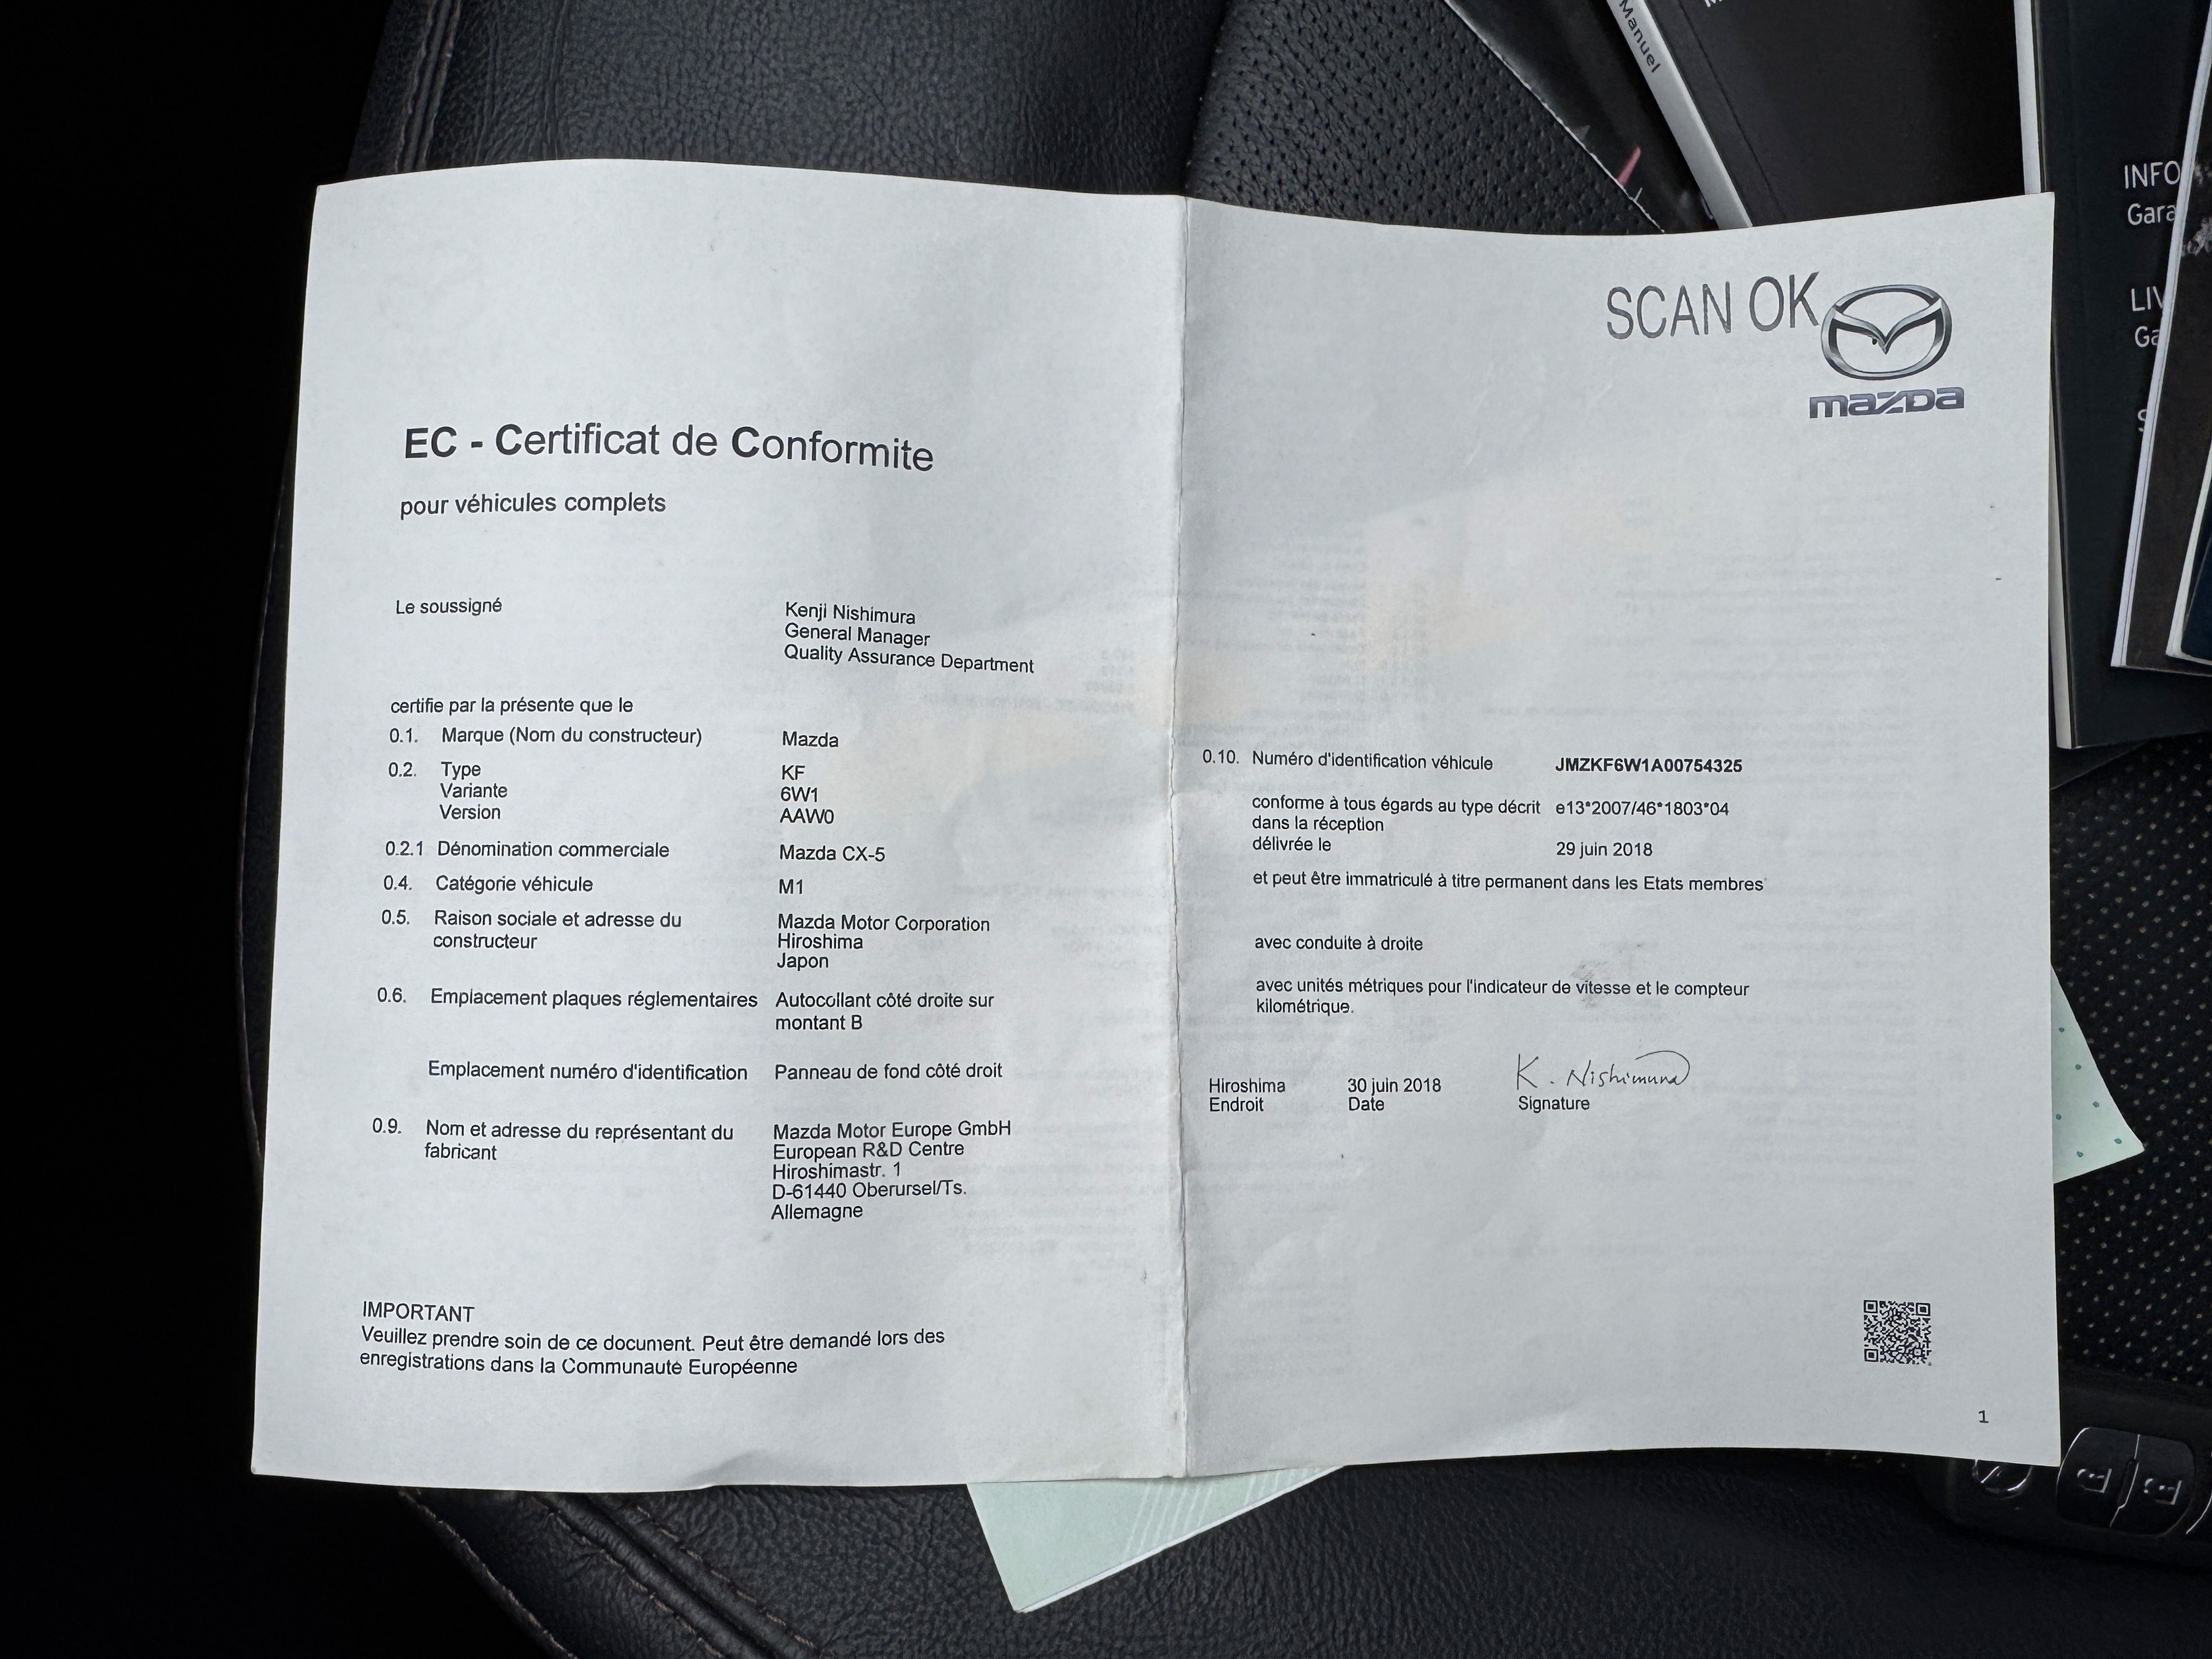 Manuel
INFO
Gara
LIV
Ga
SCAN OK
mazda
EC - Certificat de Conformite
pour véhicules complets
Le soussigné
Kenji Nishimura
General Manager
Quality Assurance Department
certifie par la présente que le
0.1. Marque (Nom du constructeur) Mazda
0.2. Type KF
Variante 6W1
Version AAW0
0.2.1 Dénomination commerciale Mazda CX-5
0.4. Catégorie véhicule M1
0.5. Raison sociale et adresse du Mazda Motor Corporation
constructeur Hiroshima
Japon
0.6. Emplacement plaques réglementaires Autocollant côté droite sur
montant B
Emplacement numéro d'identification Panneau de fond côté droit
0.9. Nom et adresse du représentant du Mazda Motor Europe GmbH
fabricant European R&D Centre
Hiroshimastr. 1
D-61440 Oberursel/Ts.
Allemagne
IMPORTANT
Veuillez prendre soin de ce document. Peut être demandé lors des
enregistrations dans la Communauté Européenne
0.10. Numéro d'identification véhicule JMZKF6W1A00754325
conforme à tous égards au type décrit e13*2007/46*1803*04
dans la réception
délivrée le 29 juin 2018
et peut être immatriculé à titre permanent dans les Etats membres
avec conduite à droite
avec unités métriques pour l'indicateur de vitesse et le compteur
kilométrique.
K. Nishimura
Hiroshima 30 juin 2018
Endroit Date Signature
1